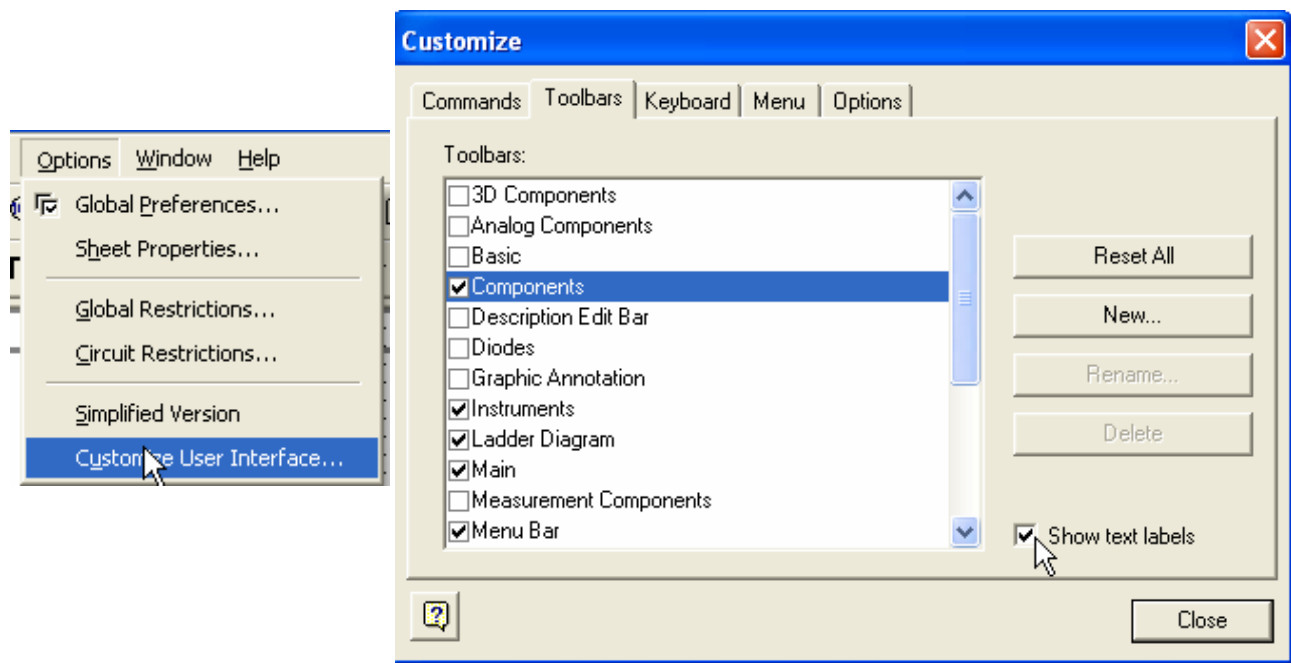 Options Window Help
Global Preferences...
Sheet Properties...
Global Restrictions...
Circuit Restrictions...
Simplified Version
Customize User Interface...
Customize
Commands Toolbars Keyboard Menu Options
Toolbars:
3D Components
Analog Components
Basic
Components
Description Edit Bar
Diodes
Graphic Annotation
Instruments
Ladder Diagram
Main
Measurement Components
Menu Bar
Reset All
New...
Rename...
Delete
Show text labels
Close